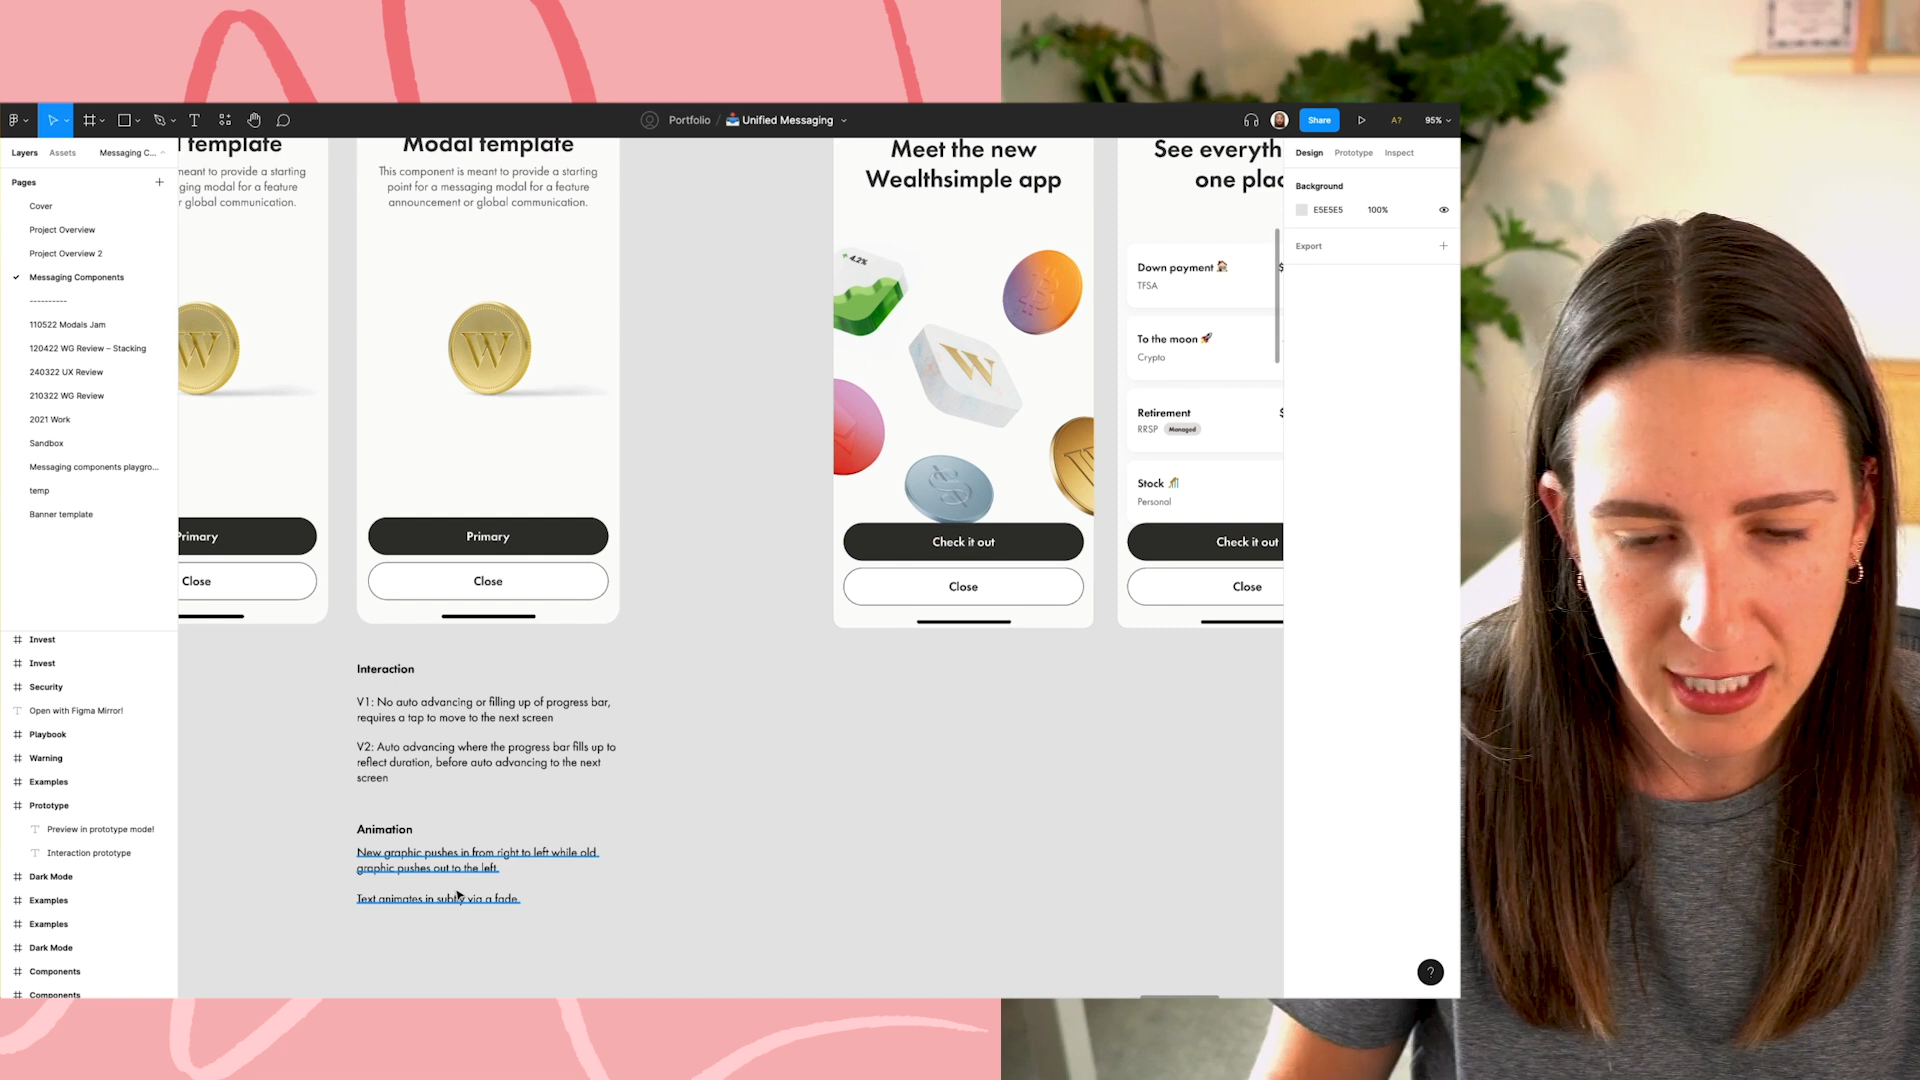 Portfolio / Unified Messaging
Share
A?
95%
Layers
Assets
Messaging C...
Pages
Cover
Project Overview
Project Overview 2
Messaging Components
----------
110522 Modals Jam
120422 WG Review – Stacking
240322 UX Review
210322 WG Review
2021 Work
Sandbox
Messaging components playgro...
temp
Banner template
Invest
Invest
Security
Open with Figma Mirror!
Playbook
Warning
Examples
Prototype
Preview in prototype mode!
Interaction prototype
Dark Mode
Examples
Examples
Dark Mode
Components
Components
l template
meant to provide a starting
ging modal for a feature
r global communication.
W
Primary
Close
Modal template
This component is meant to provide a starting
point for a messaging modal for a feature
announcement or global communication.
W
Primary
Close
Interaction
V1: No auto advancing or filling up of progress bar,
requires a tap to move to the next screen
V2: Auto advancing where the progress bar fills up to
reflect duration, before auto advancing to the next
screen
Animation
New graphic pushes in from right to left while old
graphic pushes out to the left.
Text animates in subtly via a fade.
Meet the new
Wealthsimple app
+ 4.2%
W
$
Check it out
Close
See everyth
one plac
Down payment
TFSA
To the moon
Crypto
Retirement
RRSP Managed
Stock
Personal
Check it out
Close
Design
Prototype
Inspect
Background
E5E5E5
100%
Export
?